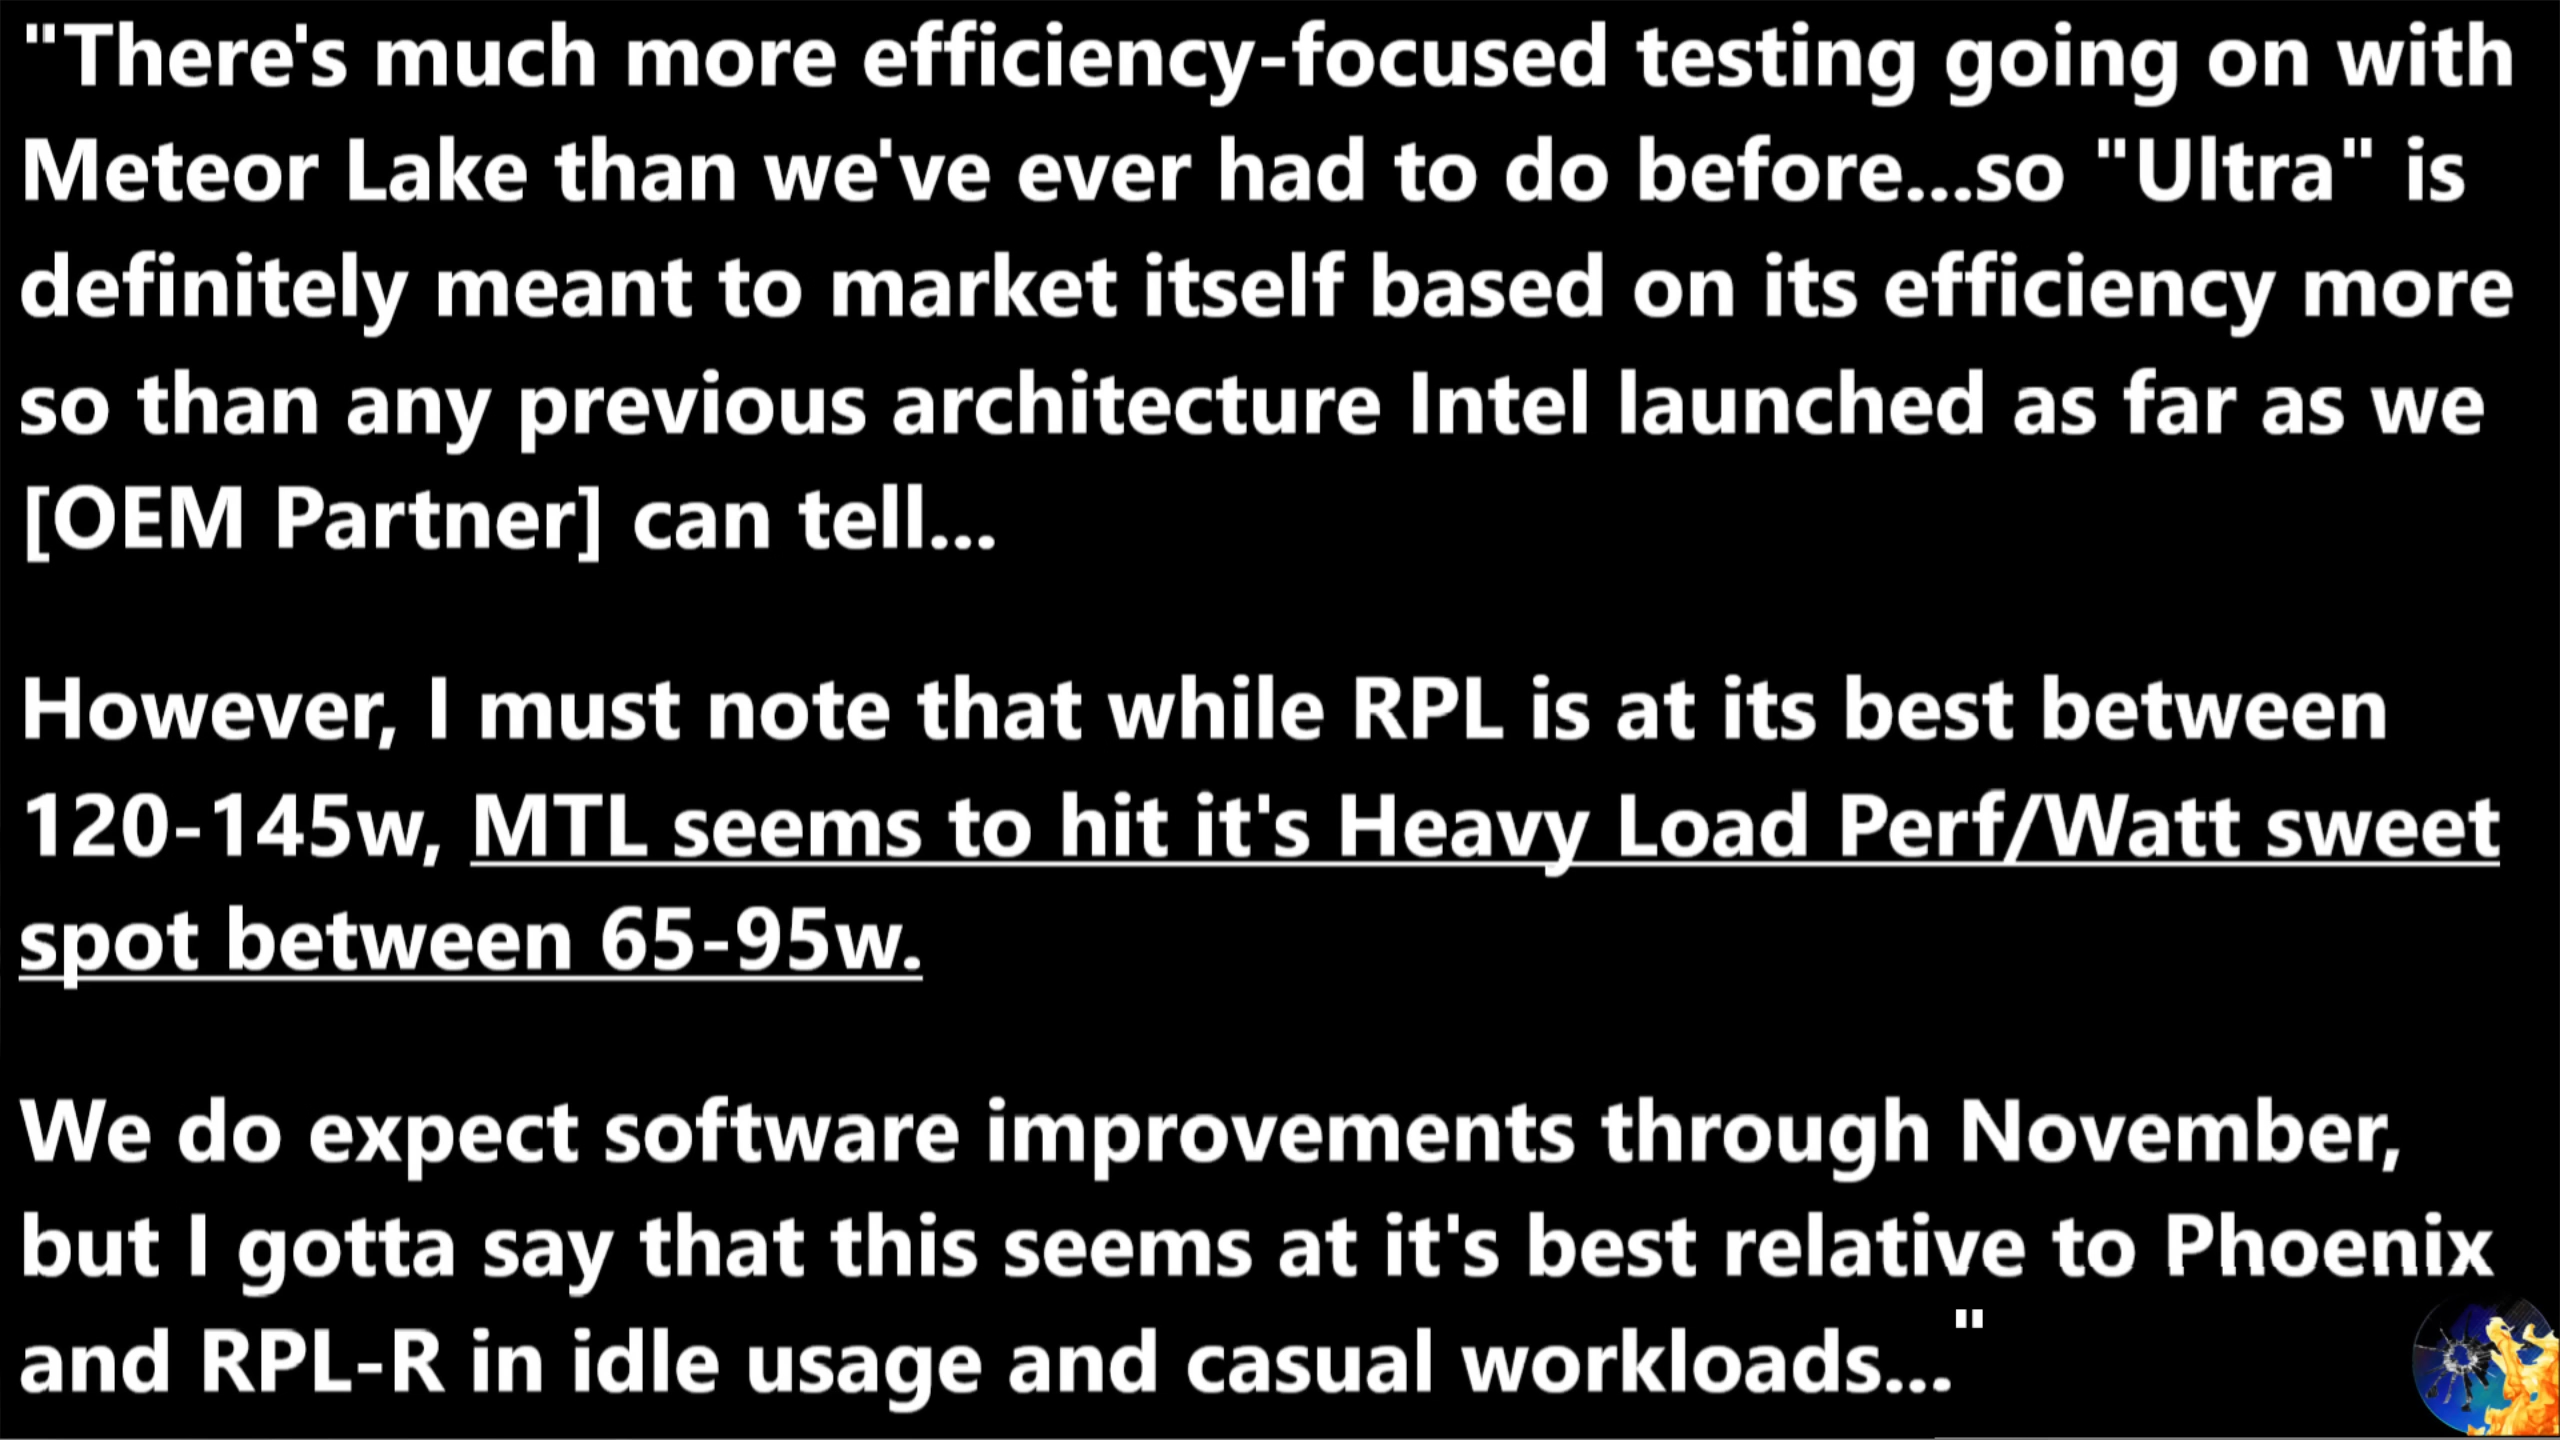 "There's much more efficiency-focused testing going on with
Meteor Lake than we've ever had to do before...so "Ultra" is
definitely meant to market itself based on its efficiency more
so than any previous architecture Intel launched as far as we
[OEM Partner] can tell...
However, I must note that while RPL is at its best between
120-145w, MTL seems to hit it's Heavy Load Perf/Watt sweet
spot between 65-95w.
We do expect software improvements through November,
but I gotta say that this seems at it's best relative to Phoenix
and RPL-R in idle usage and casual workloads..."